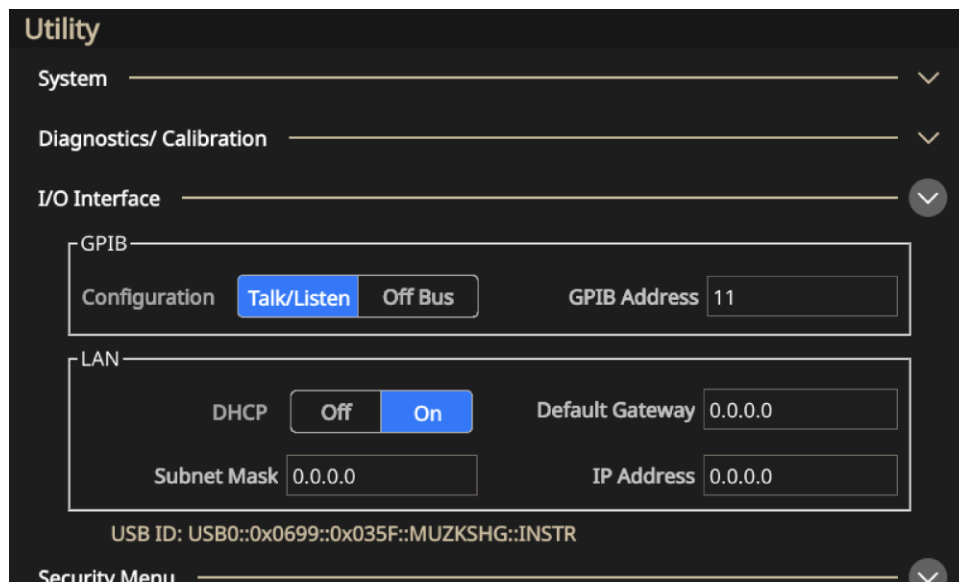 Utility
System
Diagnostics/ Calibration
I/O Interface
GPIB
Configuration Talk/Listen Off Bus GPIB Address 11
LAN
DHCP Off On Default Gateway 0.0.0.0
Subnet Mask 0.0.0.0 IP Address 0.0.0.0
USB ID: USB0::0x0699::0x035F::MUZKSHG::INSTR
Security Menu